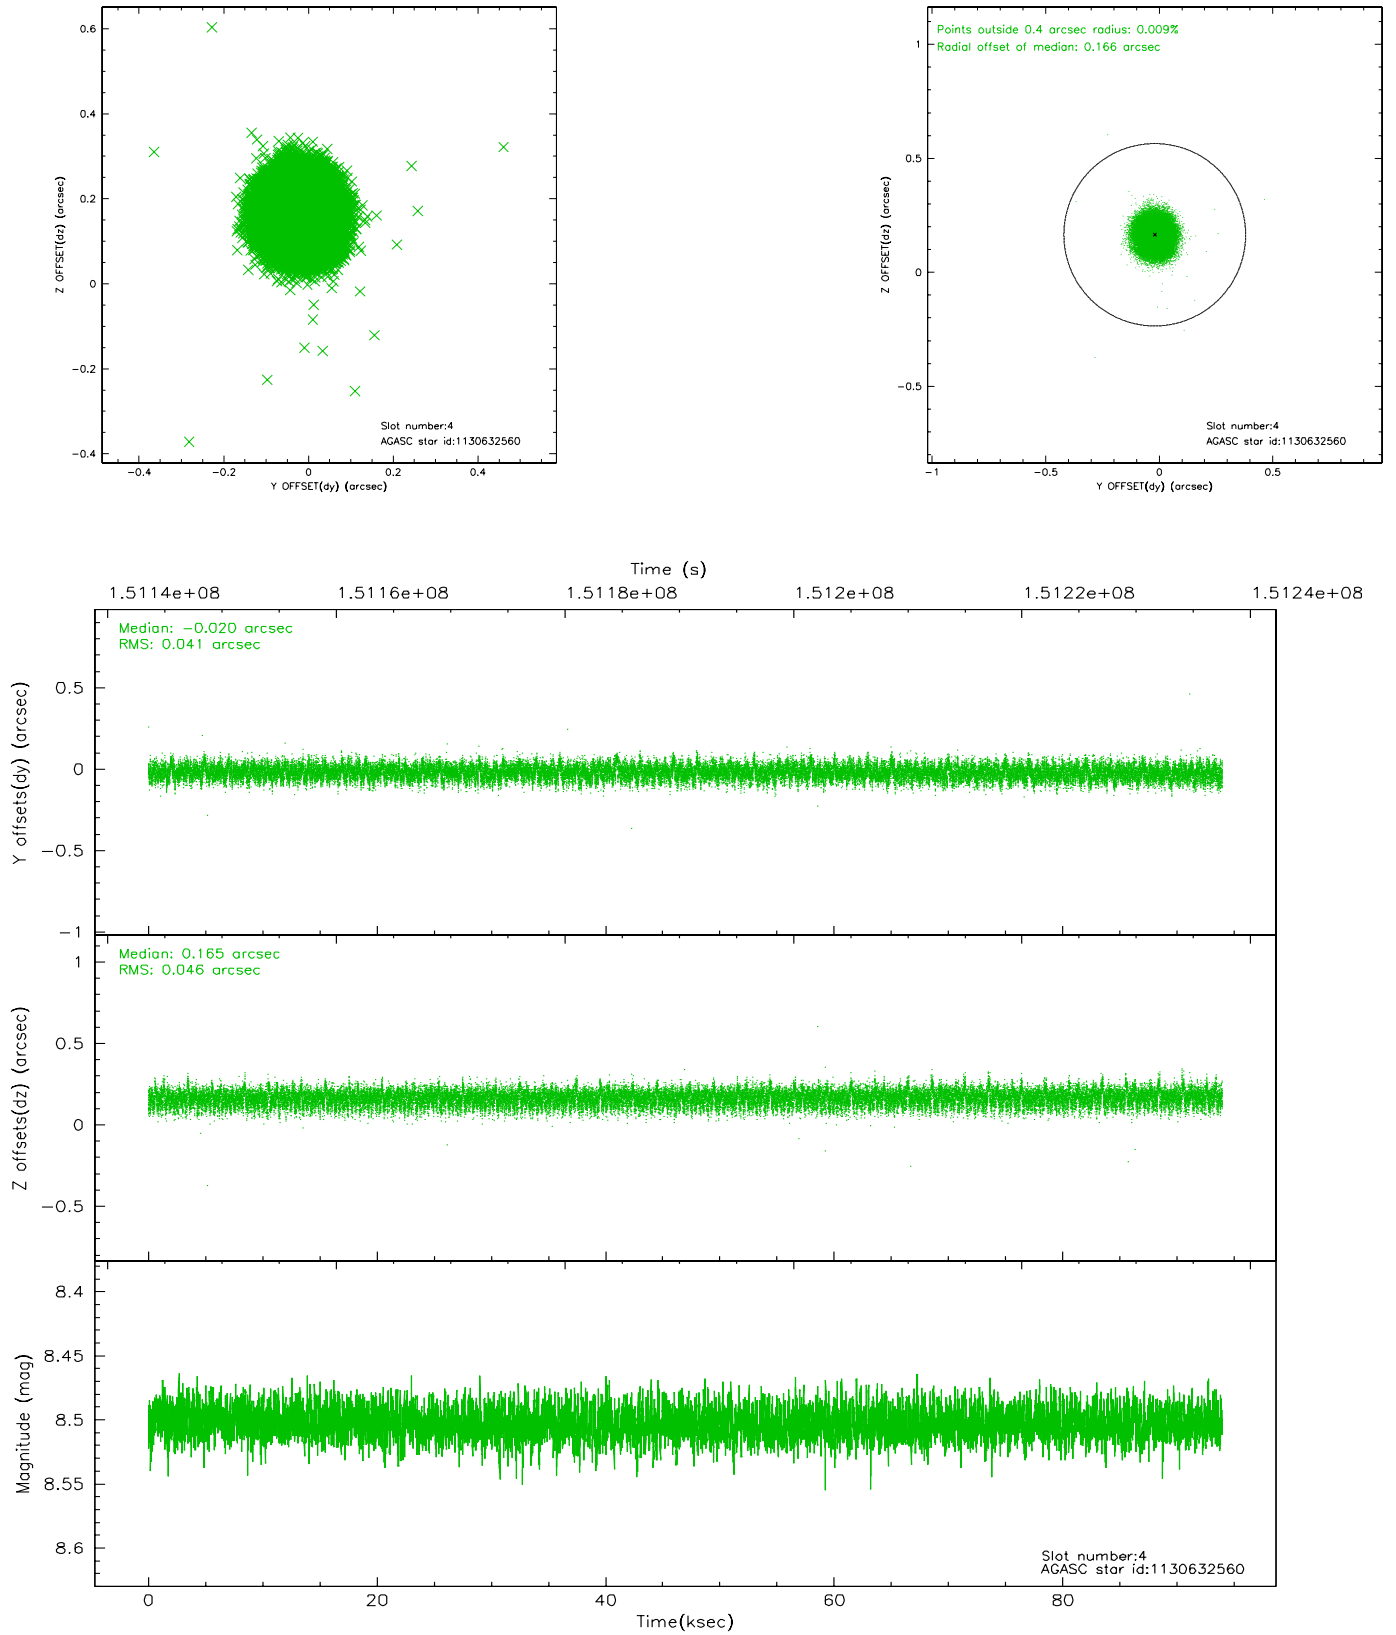 0.6
0.4
0.2
0
−0.2
−0.4
Z OFFSET(dz) (arcsec)
Slot number:4
AGASC star id:1130632560
−0.4 −0.2 0 0.2 0.4
Y OFFSET(dy) (arcsec)
Points outside 0.4 arcsec radius: 0.009%
Radial offset of median: 0.166 arcsec
1
0.5
0
−0.5
Z OFFSET(dz) (arcsec)
Slot number:4
AGASC star id:1130632560
−1 −0.5 0 0.5
Y OFFSET(dy) (arcsec)
Time (s)
1.5114e+08 1.5116e+08 1.5118e+08 1.512e+08 1.5122e+08 1.5124e+08
Median: −0.020 arcsec
RMS: 0.041 arcsec
0.5
0
−0.5
−1
Y offsets(dy) (arcsec)
Median: 0.165 arcsec
RMS: 0.046 arcsec
1
0.5
0
−0.5
Z offsets(dz) (arcsec)
8.4
8.45
8.5
8.55
8.6
Magnitude (mag)
Slot number:4
AGASC star id:1130632560
0 20 40 60 80
Time(ksec)